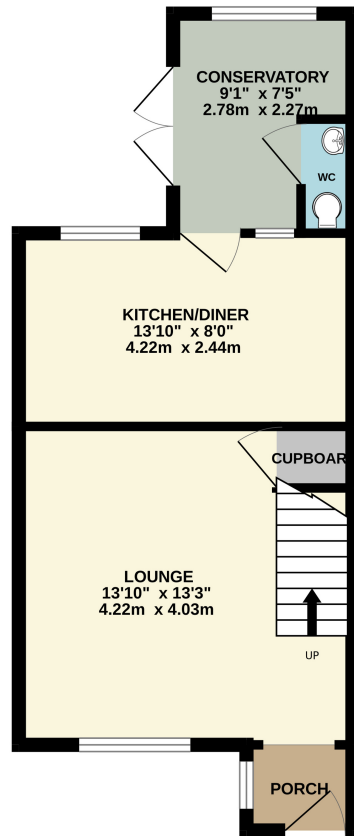 CONSERVATORY
9'1" x 7'5"
2.78m x 2.27m
WC
KITCHEN/DINER
13'10" x 8'0"
4.22m x 2.44m
CUPBOAR
LOUNGE
13'10" x 13'3"
4.22m x 4.03m
UP
PORCH